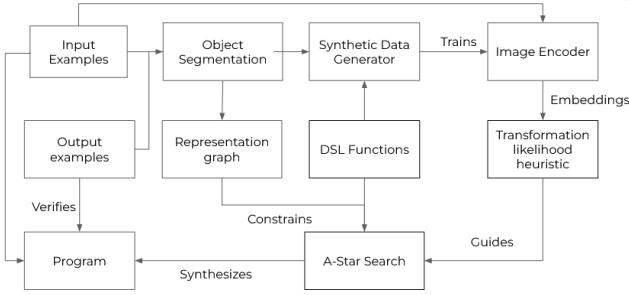 Input
Examples
Object
Segmentation
Synthetic Data
Generator
Trains
Image Encoder
Embeddings
Output
examples
Representation
graph
DSL Functions
Transformation
likelihood
heuristic
Verifies
Constrains
Guides
Program
Synthesizes
A-Star Search